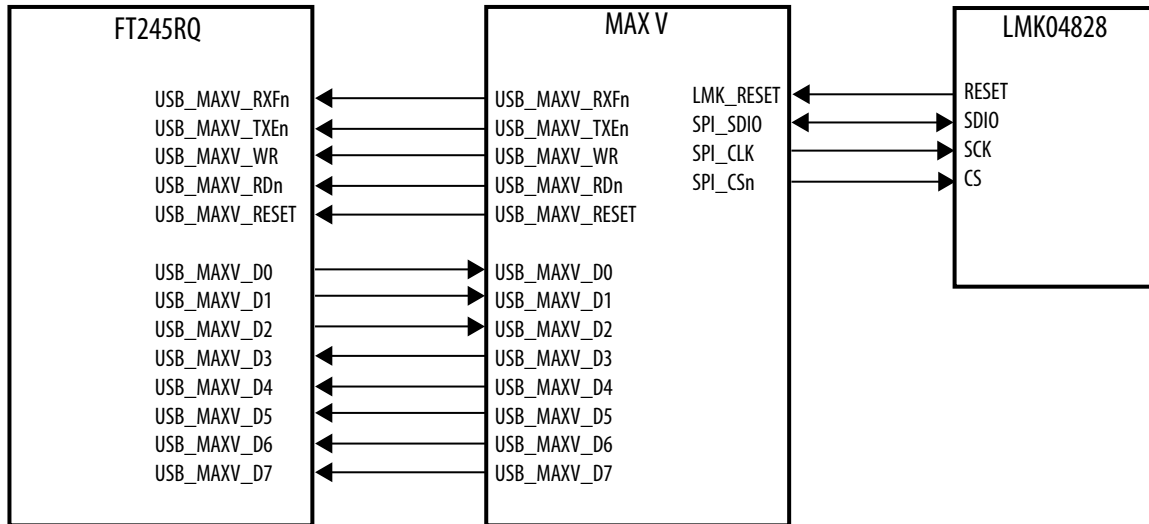 FT245RQ MAX V LMK04828
USB_MAXV_RXFn USB_MAXV_RXFn LMK_RESET RESET
USB_MAXV_TXEn USB_MAXV_TXEn SPI_SDIO SDIO
USB_MAXV_WR USB_MAXV_WR SPI_CLK SCK
USB_MAXV_RDn USB_MAXV_RDn SPI_CSn CS
USB_MAXV_RESET USB_MAXV_RESET
USB_MAXV_D0 USB_MAXV_D0
USB_MAXV_D1 USB_MAXV_D1
USB_MAXV_D2 USB_MAXV_D2
USB_MAXV_D3 USB_MAXV_D3
USB_MAXV_D4 USB_MAXV_D4
USB_MAXV_D5 USB_MAXV_D5
USB_MAXV_D6 USB_MAXV_D6
USB_MAXV_D7 USB_MAXV_D7